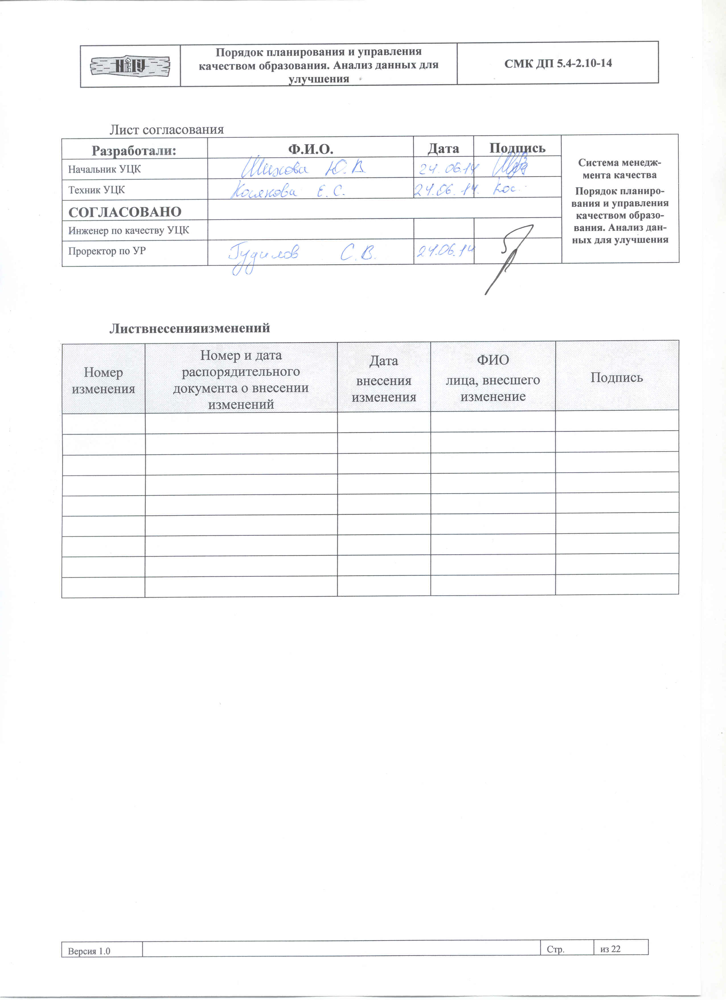 НГПУ
Порядок планирования и управления
качеством образования. Анализ данных для
улучшения
СМК ДП 5.4-2.10-14
Лист согласования
Разработали:
Ф.И.О.
Дата
Подпись
Система менедж-
мента качества
Порядок планиро-
вания и управления
качеством образо-
вания. Анализ дан-
ных для улучшения
Начальник УЦК
Шихова Ю. В.
24.06.14
Техник УЦК
Косякова Е. С.
24.06.14.
Кос
СОГЛАСОВАНО
Инженер по качеству УЦК
Проректор по УР
Гудилов С. В.
24.06.14
Листвнесенияизменений
Номер
изменения
Номер и дата
распорядительного
документа о внесении
изменений
Дата
внесения
изменения
ФИО
лица, внесшего
изменение
Подпись
Версия 1.0
Стр.
из 22